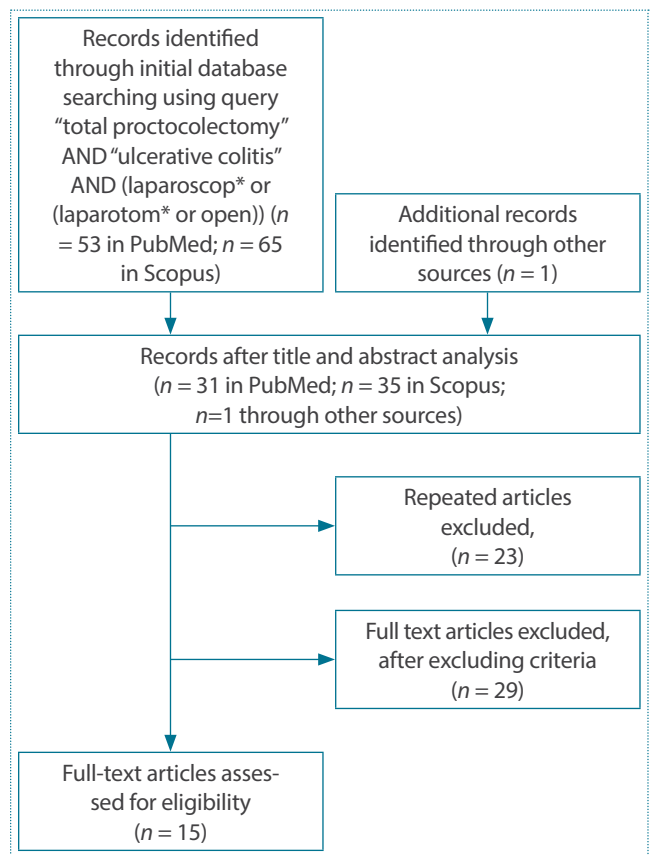 Records identified
through initial database
searching using query
“total proctocolectomy”
AND “ulcerative colitis”
AND (laparoscop* or
(laparotom* or open)) (n
= 53 in PubMed; n = 65
in Scopus)
Additional records
identified through other
sources (n = 1)
Records after title and abstract analysis
(n = 31 in PubMed; n = 35 in Scopus;
n=1 through other sources)
Repeated articles
excluded,
(n = 23)
Full text articles excluded,
after excluding criteria
(n = 29)
Full-text articles asses-
sed for eligibility
(n = 15)